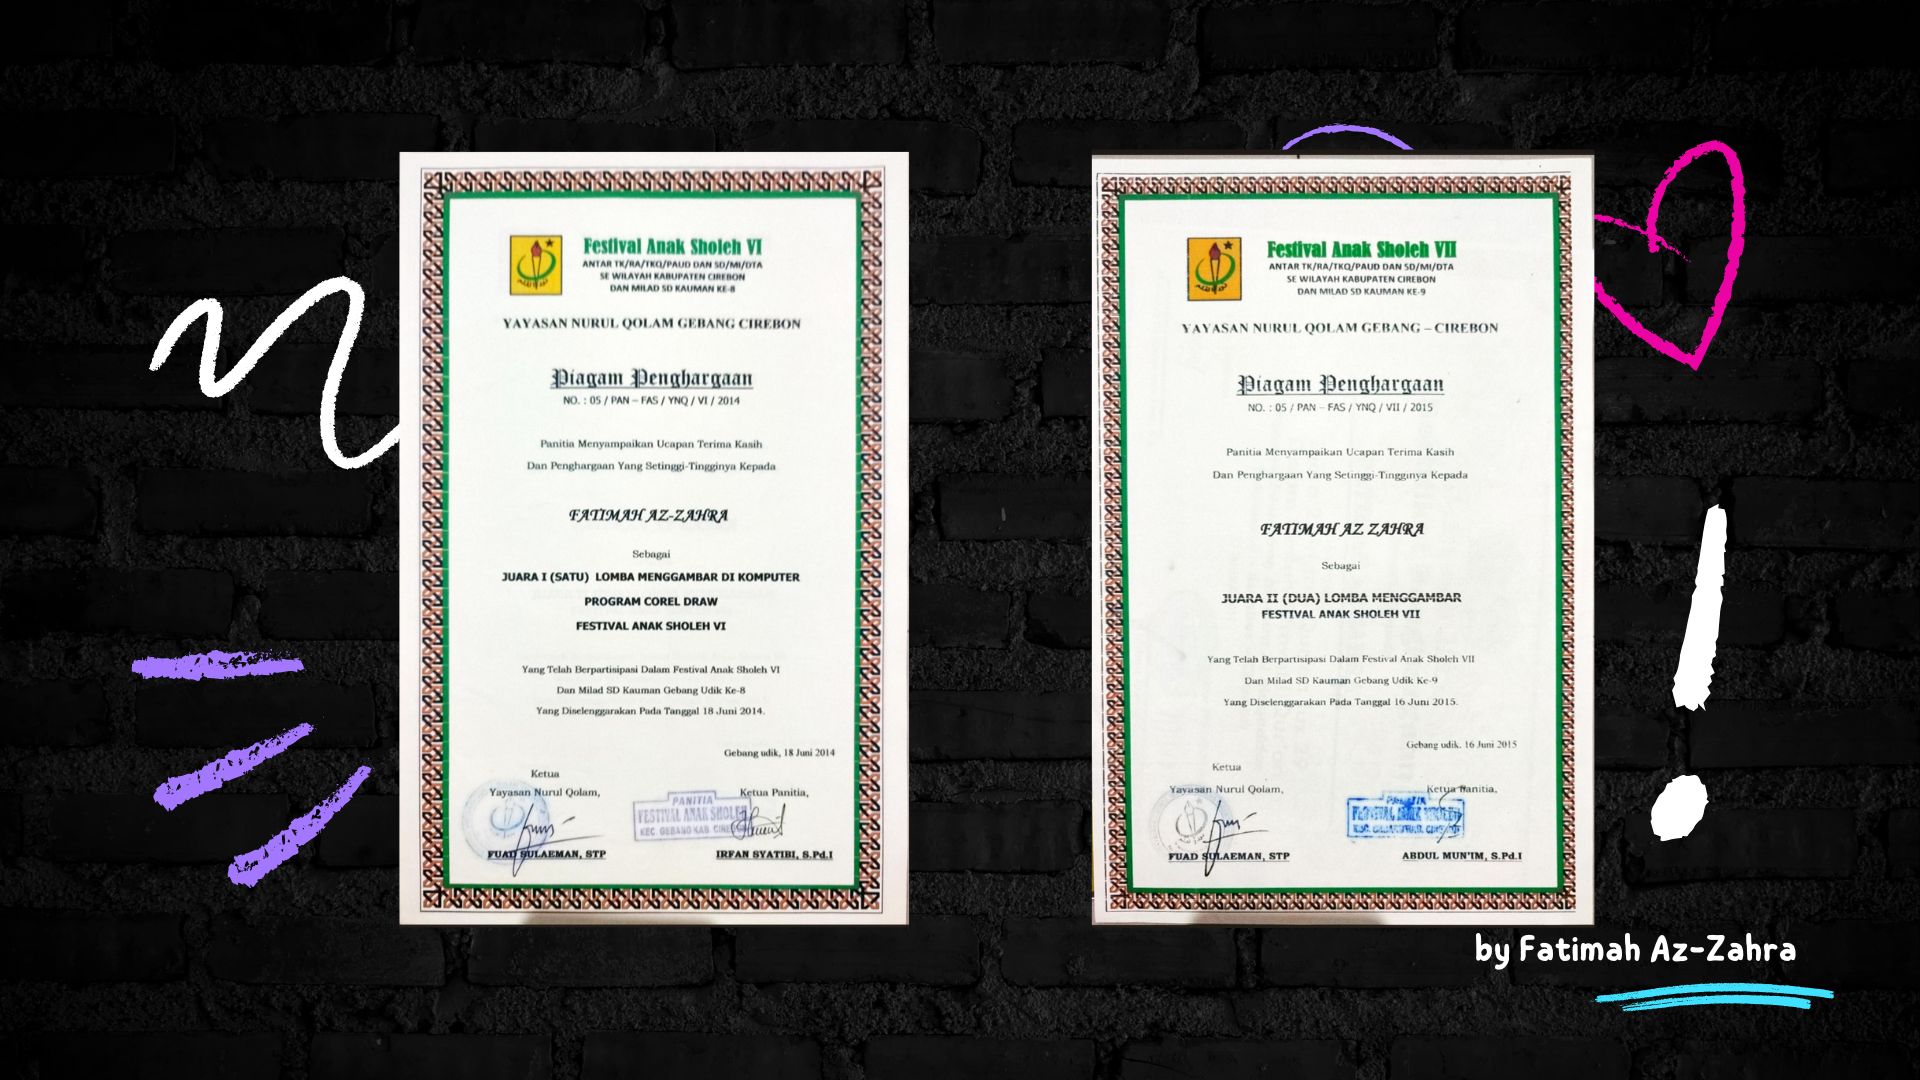 Festival Anak Sholeh VI
ANTAR TK/RA/TKQ/PAUD DAN SD/MI/DTA
SE WILAYAH KABUPATEN CIREBON
DAN MILAD SD KAUMAN KE-8
YAYASAN NURUL QOLAM GEBANG CIREBON
Piagam Penghargaan
NO. : 05 / PAN – FAS / YNQ / VI / 2014
Panitia Menyampaikan Ucapan Terima Kasih
Dan Penghargaan Yang Setinggi-Tingginya Kepada
FATIMAH AZ-ZAHRA
Sebagai
JUARA I (SATU) LOMBA MENGGAMBAR DI KOMPUTER
PROGRAM COREL DRAW
FESTIVAL ANAK SHOLEH VI
Yang Telah Berpartisipasi Dalam Festival Anak Sholeh VI
Dan Milad SD Kauman Gebang Udik Ke-8
Yang Diselenggarakan Pada Tanggal 18 Juni 2014.
Gebang udik, 18 Juni 2014
Ketua
Yayasan Nurul Qolam,
Ketua Panitia,
PANITIA
FESTIVAL ANAK SHOLEH
KEC. GEBANG KAB. CIREBON
FUAD SULAEMAN, STP
IRFAN SYATIBI, S.Pd.I
Festival Anak Sholeh VII
ANTAR TK/RA/TKQ/PAUD DAN SD/MI/DTA
SE WILAYAH KABUPATEN CIREBON
DAN MILAD SD KAUMAN KE-9
YAYASAN NURUL QOLAM GEBANG – CIREBON
Piagam Penghargaan
NO. : 05 / PAN – FAS / YNQ / VII / 2015
Panitia Menyampaikan Ucapan Terima Kasih
Dan Penghargaan Yang Setinggi-Tingginya Kepada
FATIMAH AZ ZAHRA
Sebagai
JUARA II (DUA) LOMBA MENGGAMBAR
FESTIVAL ANAK SHOLEH VII
Yang Telah Berpartisipasi Dalam Festival Anak Sholeh VII
Dan Milad SD Kauman Gebang Udik Ke-9
Yang Diselenggarakan Pada Tanggal 16 Juni 2015.
Gebang udik. 16 Juni 2015
Ketua
Yayasan Nurul Qolam,
Ketua Panitia,
FESTIVAL ANAK SHOLEH
FUAD SULAEMAN, STP
ABDUL MUN'IM, S.Pd.I
by Fatimah Az-Zahra